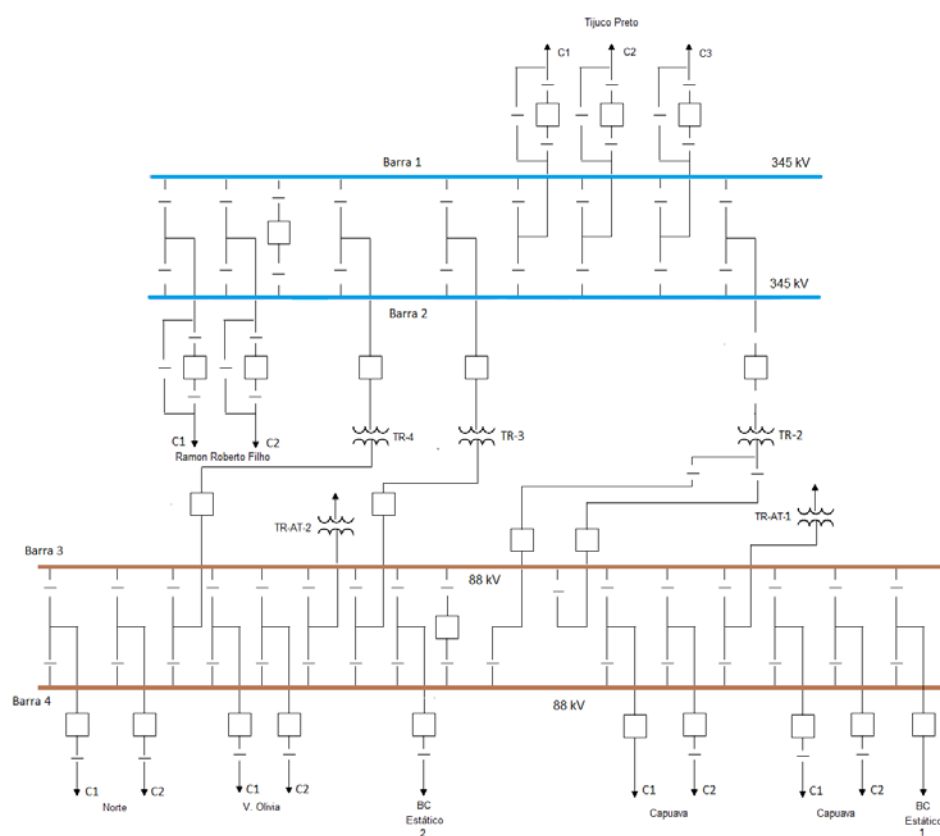 Tijuco Preto
C1
C2
C3
Barra 1
345 kV
345 kV
Barra 2
C1
C2
Ramon Roberto Filho
TR-4
TR-3
TR-2
TR-AT-2
TR-AT-1
Barra 3
88 kV
Barra 4
88 kV
C1
C2
C1
C2
C1
C2
C1
C2
Norte
V. Olivia
BC
Estático
2
Capuava
Capuava
BC
Estático
1